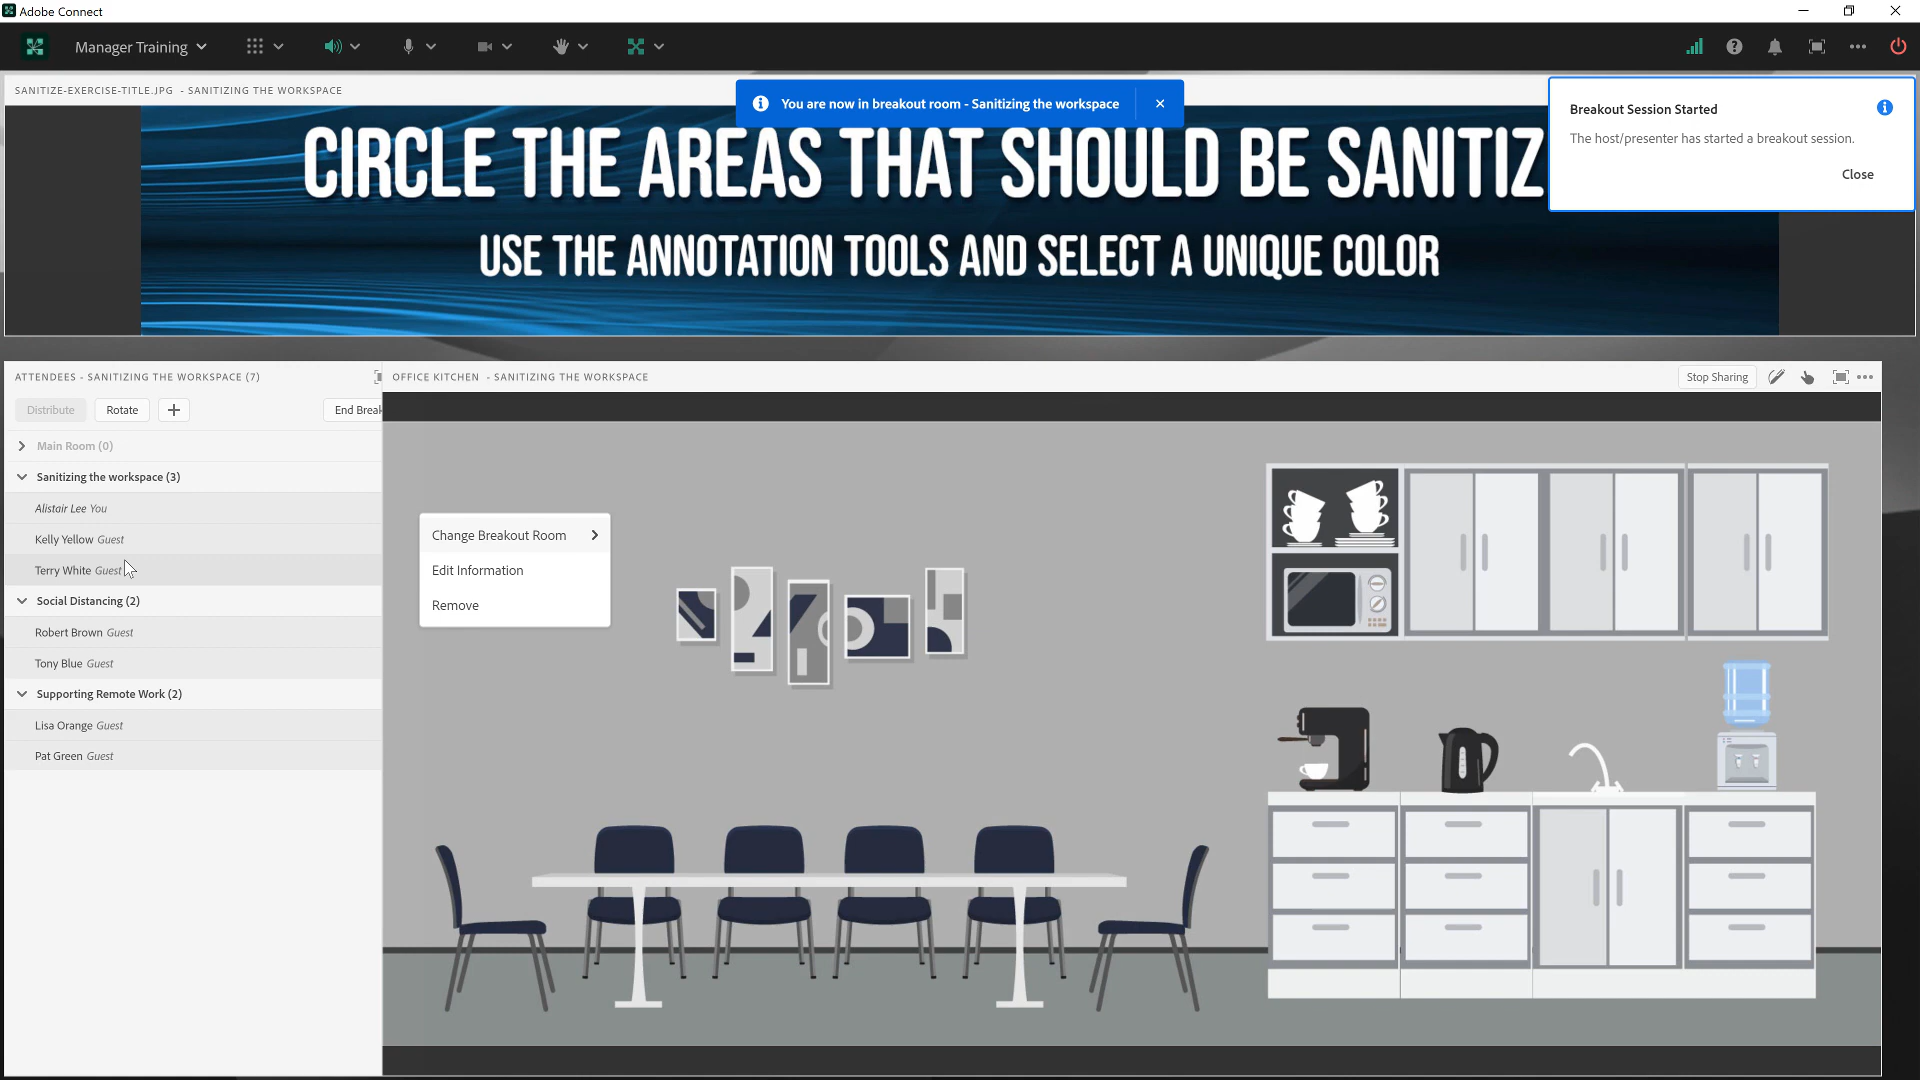 Adobe Connect
Manager Training
SANITIZE-EXERCISE-TITLE.JPG - SANITIZING THE WORKSPACE
You are now in breakout room - Sanitizing the workspace
Breakout Session Started
The host/presenter has started a breakout session.
Close
CIRCLE THE AREAS THAT SHOULD BE SANITIZ
USE THE ANNOTATION TOOLS AND SELECT A UNIQUE COLOR
ATTENDEES - SANITIZING THE WORKSPACE (7)
Distribute Rotate End Break
Main Room (0)
Sanitizing the workspace (3)
Alistair Lee You
Kelly Yellow Guest
Terry White Guest
Social Distancing (2)
Robert Brown Guest
Tony Blue Guest
Supporting Remote Work (2)
Lisa Orange Guest
Pat Green Guest
OFFICE KITCHEN - SANITIZING THE WORKSPACE
Stop Sharing
Change Breakout Room
Edit Information
Remove